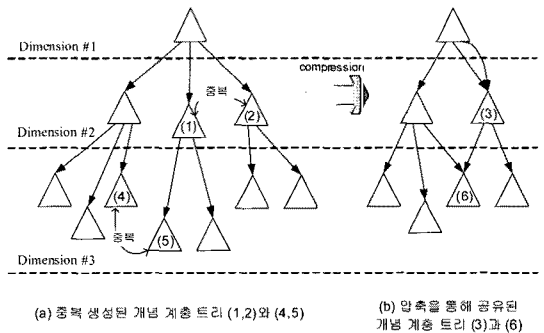 Dimension #1
compression
중복
(1)
(2)
(3)
Dimension #2
(4)
(6)
중복
(5)
Dimension #3
(a) 중복 생성된 개념 계층 트리 (1,2)와 (4,5)
(b) 압축을 통해 공유된
개념 계층 트리 (3)과 (6)